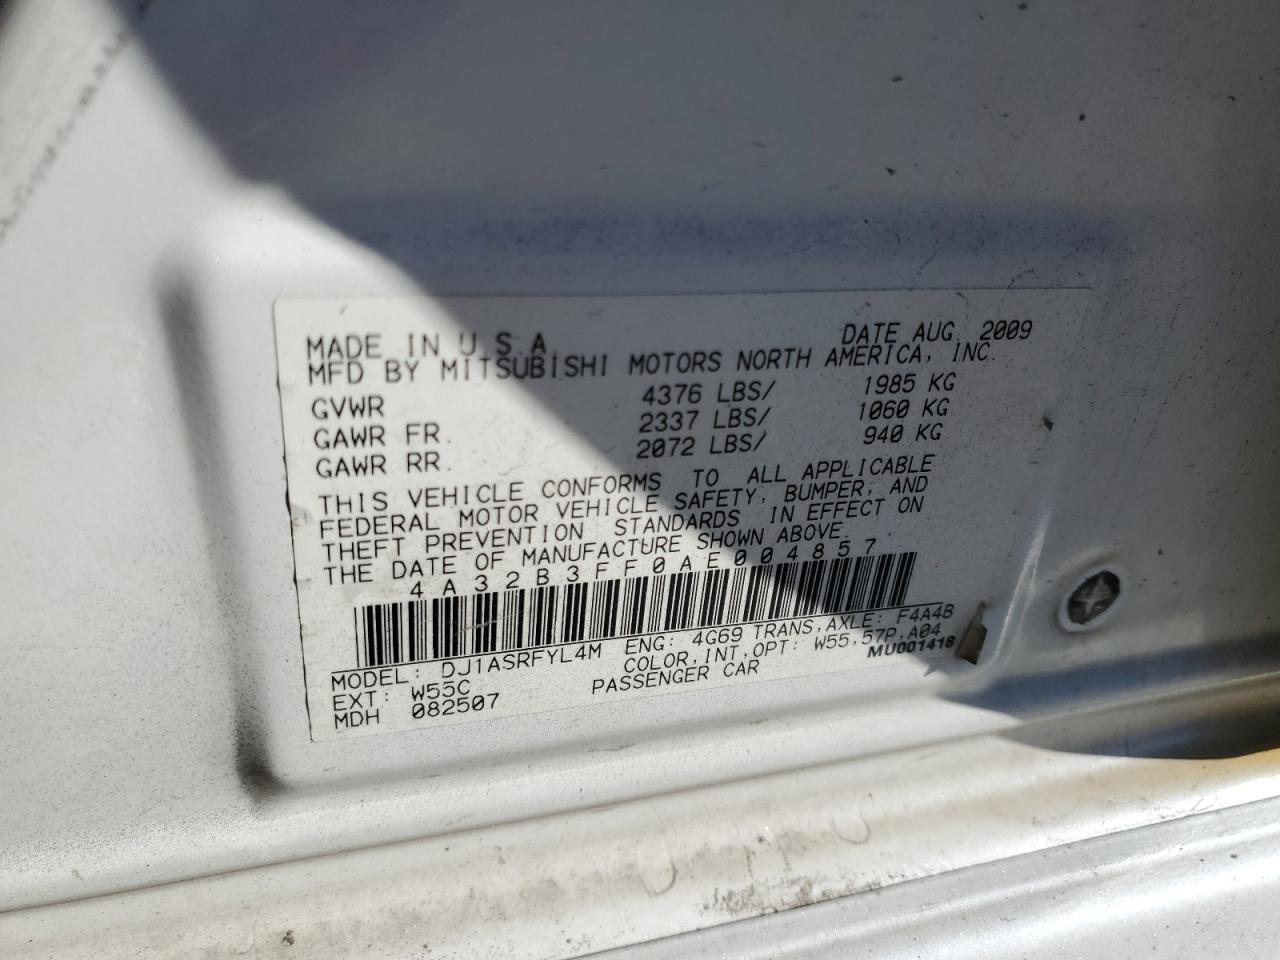 MADE IN U.S.A. DATE AUG. 2009
MFD BY MITSUBISHI MOTORS NORTH AMERICA, INC.
GVWR 4376 LBS/ 1985 KG
GAWR FR. 2337 LBS/ 1060 KG
GAWR RR. 2072 LBS/ 940 KG
THIS VEHICLE CONFORMS TO ALL APPLICABLE
FEDERAL MOTOR VEHICLE SAFETY, BUMPER, AND
THEFT PREVENTION STANDARDS IN EFFECT ON
THE DATE OF MANUFACTURE SHOWN ABOVE.
4A32B3FF0AE004857
MODEL: DJ1ASRFYL4M ENG: 4G69 TRANS,AXLE: F4A4B
EXT: W55C COLOR,INT,OPT: W55,57P,A04
MDH 082507 PASSENGER CAR MU001418